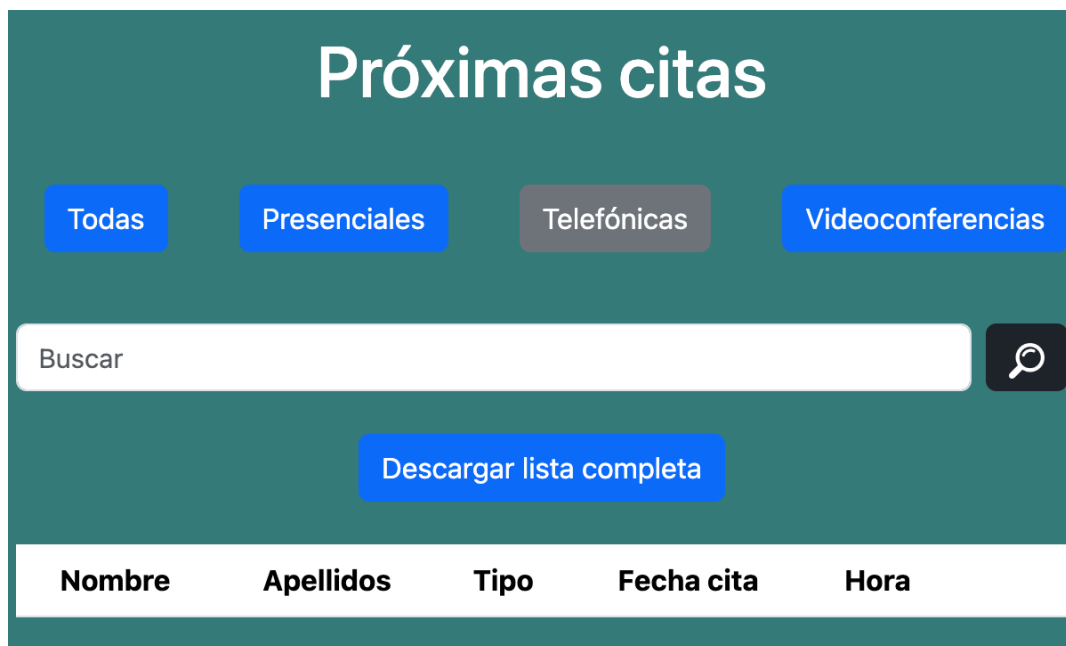 Próximas citas
Todas Presenciales Telefónicas Videoconferencias
Buscar
Descargar lista completa
Nombre Apellidos Tipo Fecha cita Hora